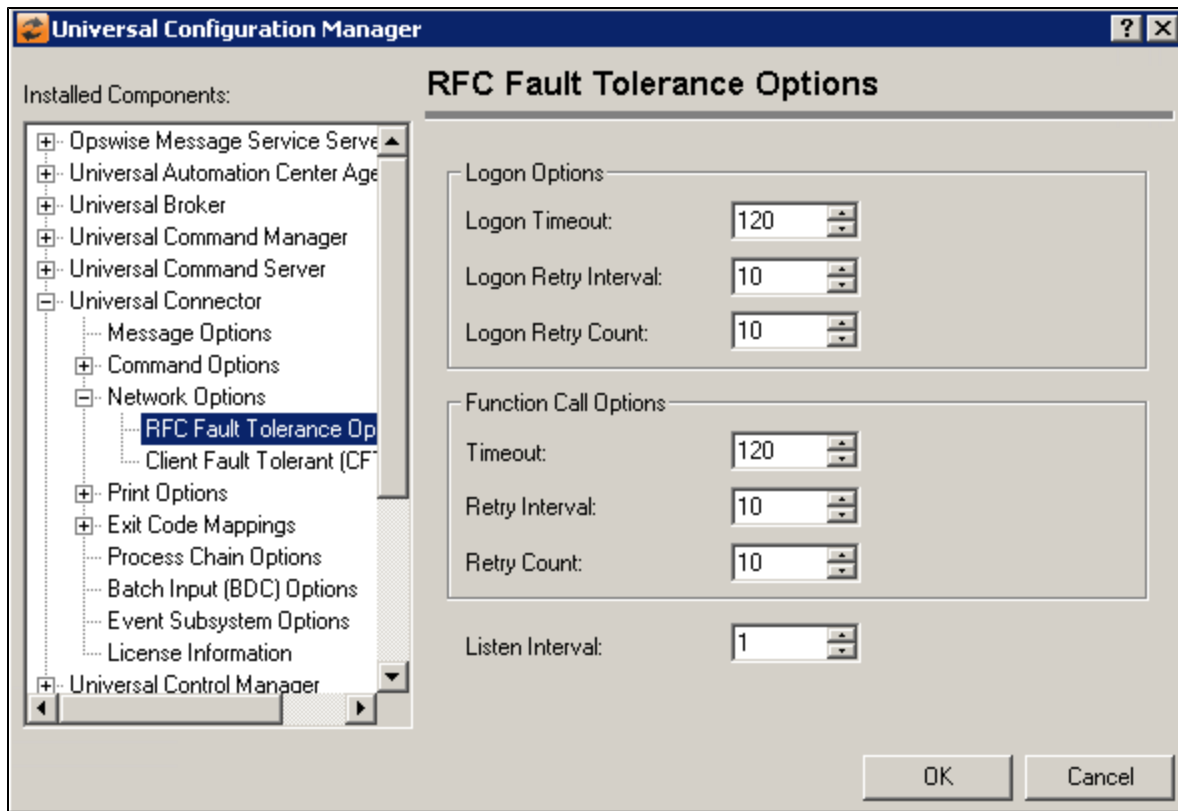 Universal Configuration Manager
Installed Components:
Opswise Message Service Serve
Universal Automation Center Age
Universal Broker
Universal Command Manager
Universal Command Server
Universal Connector
Message Options
Command Options
Network Options
RFC Fault Tolerance Op
Client Fault Tolerant (CFT
Print Options
Exit Code Mappings
Process Chain Options
Batch Input (BDC) Options
Event Subsystem Options
License Information
Universal Control Manager
RFC Fault Tolerance Options
Logon Options
Logon Timeout: 120
Logon Retry Interval: 10
Logon Retry Count: 10
Function Call Options
Timeout: 120
Retry Interval: 10
Retry Count: 10
Listen Interval: 1
OK Cancel